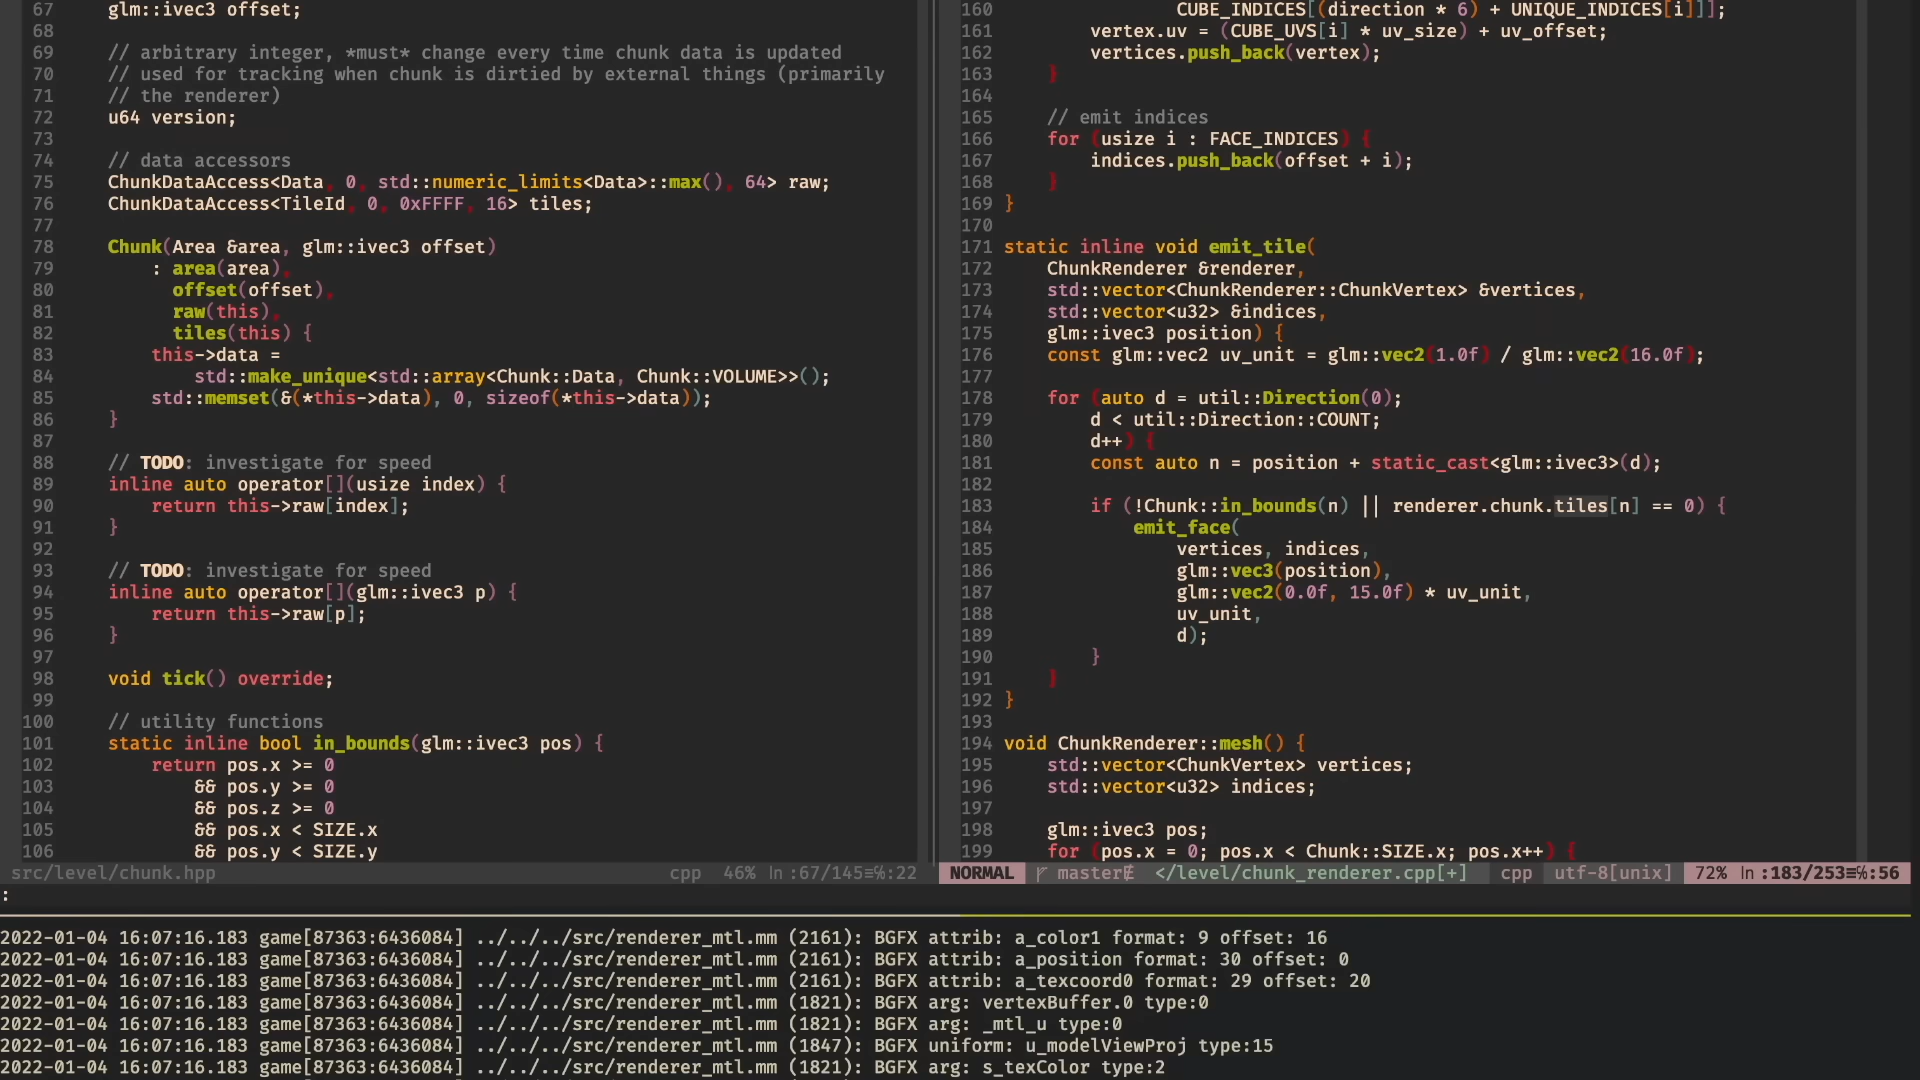 67     glm::ivec3 offset;
68
69     // arbitrary integer, *must* change every time chunk data is updated
70     // used for tracking when chunk is dirtied by external things (primarily
71     // the renderer)
72     u64 version;
73
74     // data accessors
75     ChunkDataAccess<Data, 0, std::numeric_limits<Data>::max(), 64> raw;
76     ChunkDataAccess<TileId, 0, 0xFFFF, 16> tiles;
77
78     Chunk(Area &area, glm::ivec3 offset)
79         : area(area),
80           offset(offset),
81           raw(this),
82           tiles(this) {
83         this->data =
84             std::make_unique<std::array<Chunk::Data, Chunk::VOLUME>>();
85         std::memset(&(*this->data), 0, sizeof(*this->data));
86     }
87
88     // TODO: investigate for speed
89     inline auto operator[](usize index) {
90         return this->raw[index];
91     }
92
93     // TODO: investigate for speed
94     inline auto operator[](glm::ivec3 p) {
95         return this->raw[p];
96     }
97
98     void tick() override;
99
100     // utility functions
101     static inline bool in_bounds(glm::ivec3 pos) {
102         return pos.x >= 0
103             && pos.y >= 0
104             && pos.z >= 0
105             && pos.x < SIZE.x
106             && pos.y < SIZE.y
src/level/chunk.hpp cpp 46% ln :67/145≡℅:22
160                 CUBE_INDICES[(direction * 6) + UNIQUE_INDICES[i]]];
161         vertex.uv = (CUBE_UVS[i] * uv_size) + uv_offset;
162         vertices.push_back(vertex);
163     }
164
165     // emit indices
166     for (usize i : FACE_INDICES) {
167         indices.push_back(offset + i);
168     }
169 }
170
171 static inline void emit_tile(
172     ChunkRenderer &renderer,
173     std::vector<ChunkRenderer::ChunkVertex> &vertices,
174     std::vector<u32> &indices,
175     glm::ivec3 position) {
176     const glm::vec2 uv_unit = glm::vec2(1.0f) / glm::vec2(16.0f);
177
178     for (auto d = util::Direction(0);
179         d < util::Direction::COUNT;
180         d++) {
181         const auto n = position + static_cast<glm::ivec3>(d);
182
183         if (!Chunk::in_bounds(n) || renderer.chunk.tiles[n] == 0) {
184             emit_face(
185                 vertices, indices,
186                 glm::vec3(position),
187                 glm::vec2(0.0f, 15.0f) * uv_unit,
188                 uv_unit,
189                 d);
190         }
191     }
192 }
193
194 void ChunkRenderer::mesh() {
195     std::vector<ChunkVertex> vertices;
196     std::vector<u32> indices;
197
198     glm::ivec3 pos;
199     for (pos.x = 0; pos.x < Chunk::SIZE.x; pos.x++) {
NORMAL master </level/chunk_renderer.cpp[+] cpp utf-8[unix] 72% ln :183/253≡℅:56
:
2022-01-04 16:07:16.183 game[87363:6436084] ../../../src/renderer_mtl.mm (2161): BGFX attrib: a_color1 format: 9 offset: 16
2022-01-04 16:07:16.183 game[87363:6436084] ../../../src/renderer_mtl.mm (2161): BGFX attrib: a_position format: 30 offset: 0
2022-01-04 16:07:16.183 game[87363:6436084] ../../../src/renderer_mtl.mm (2161): BGFX attrib: a_texcoord0 format: 29 offset: 20
2022-01-04 16:07:16.183 game[87363:6436084] ../../../src/renderer_mtl.mm (1821): BGFX arg: vertexBuffer.0 type:0
2022-01-04 16:07:16.183 game[87363:6436084] ../../../src/renderer_mtl.mm (1821): BGFX arg: _mtl_u type:0
2022-01-04 16:07:16.183 game[87363:6436084] ../../../src/renderer_mtl.mm (1847): BGFX uniform: u_modelViewProj type:15
2022-01-04 16:07:16.183 game[87363:6436084] ../../../src/renderer_mtl.mm (1821): BGFX arg: s_texColor type:2